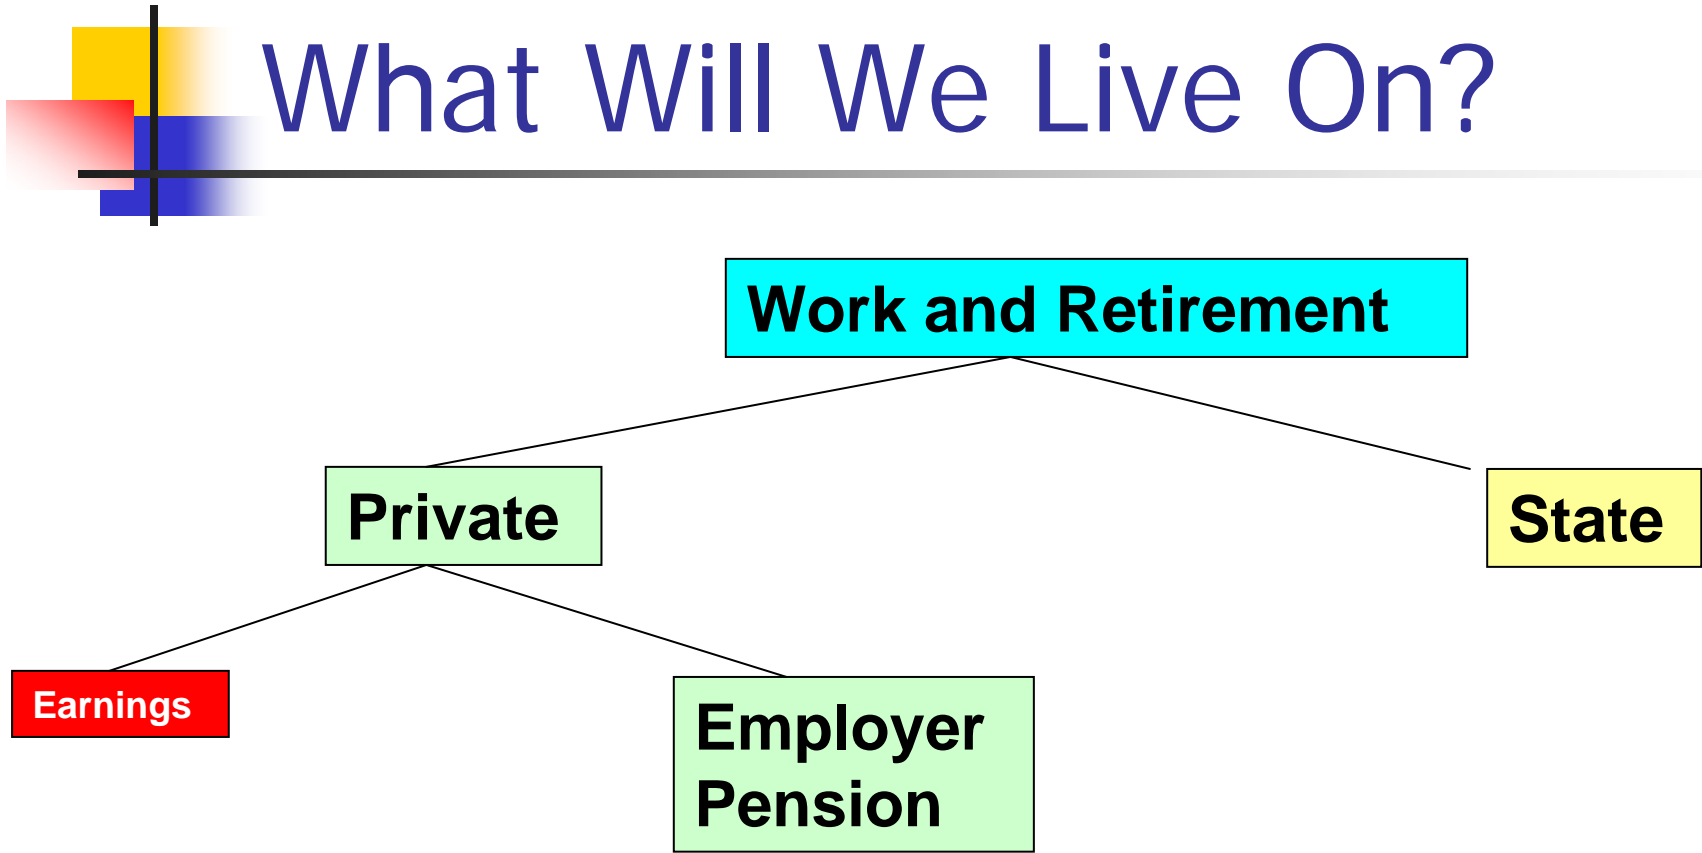 What Will We Live On?
Work and Retirement
Private
State
Earnings
Employer
Pension